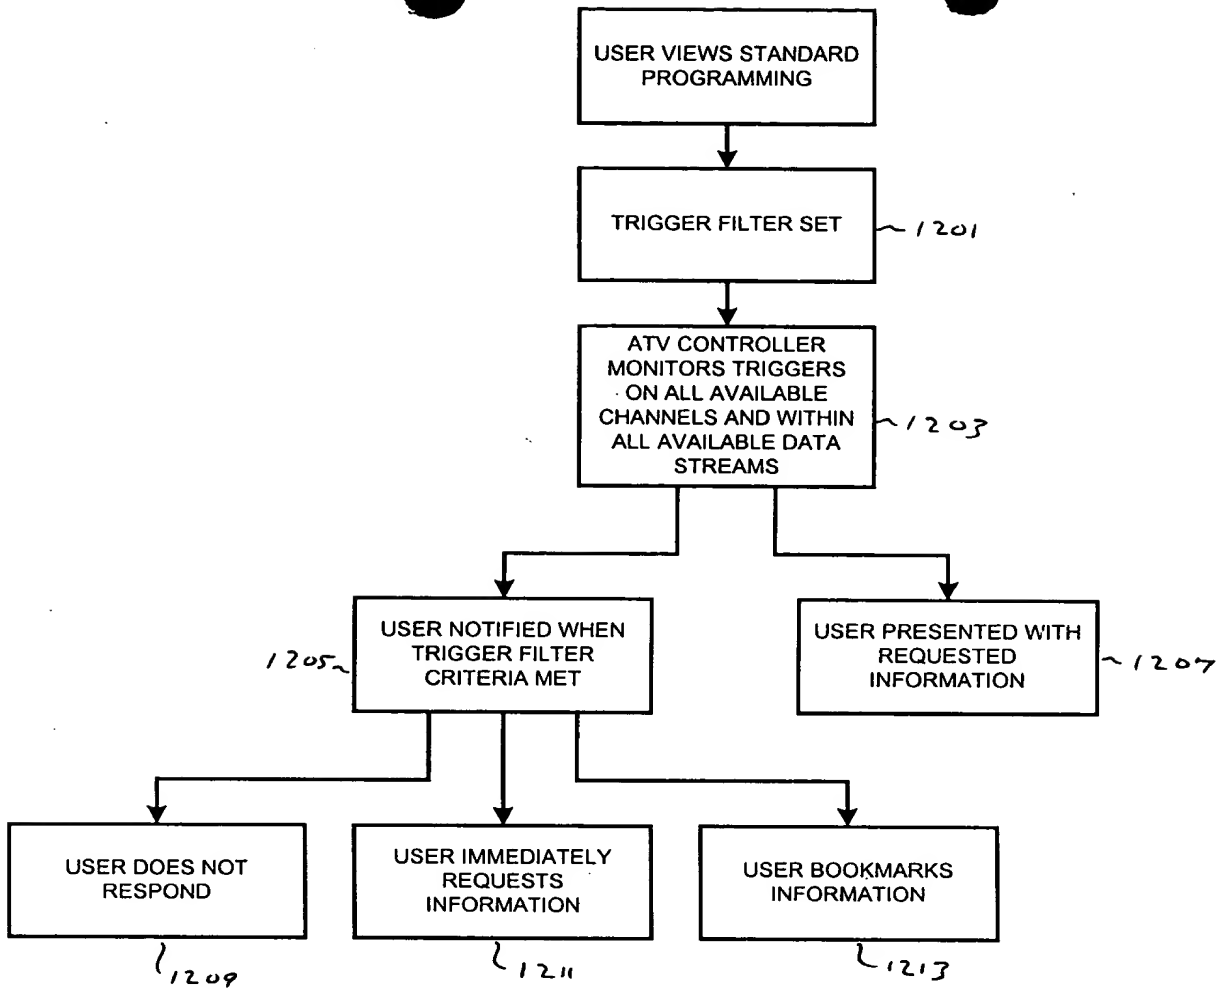 USER VIEWS STANDARD
PROGRAMMING
TRIGGER FILTER SET
1201
ATV CONTROLLER
MONITORS TRIGGERS
ON ALL AVAILABLE
CHANNELS AND WITHIN
ALL AVAILABLE DATA
STREAMS
1203
USER NOTIFIED WHEN
TRIGGER FILTER
CRITERIA MET
1205
USER PRESENTED WITH
REQUESTED
INFORMATION
1207
USER DOES NOT
RESPOND
1209
USER IMMEDIATELY
REQUESTS
INFORMATION
1211
USER BOOKMARKS
INFORMATION
1213